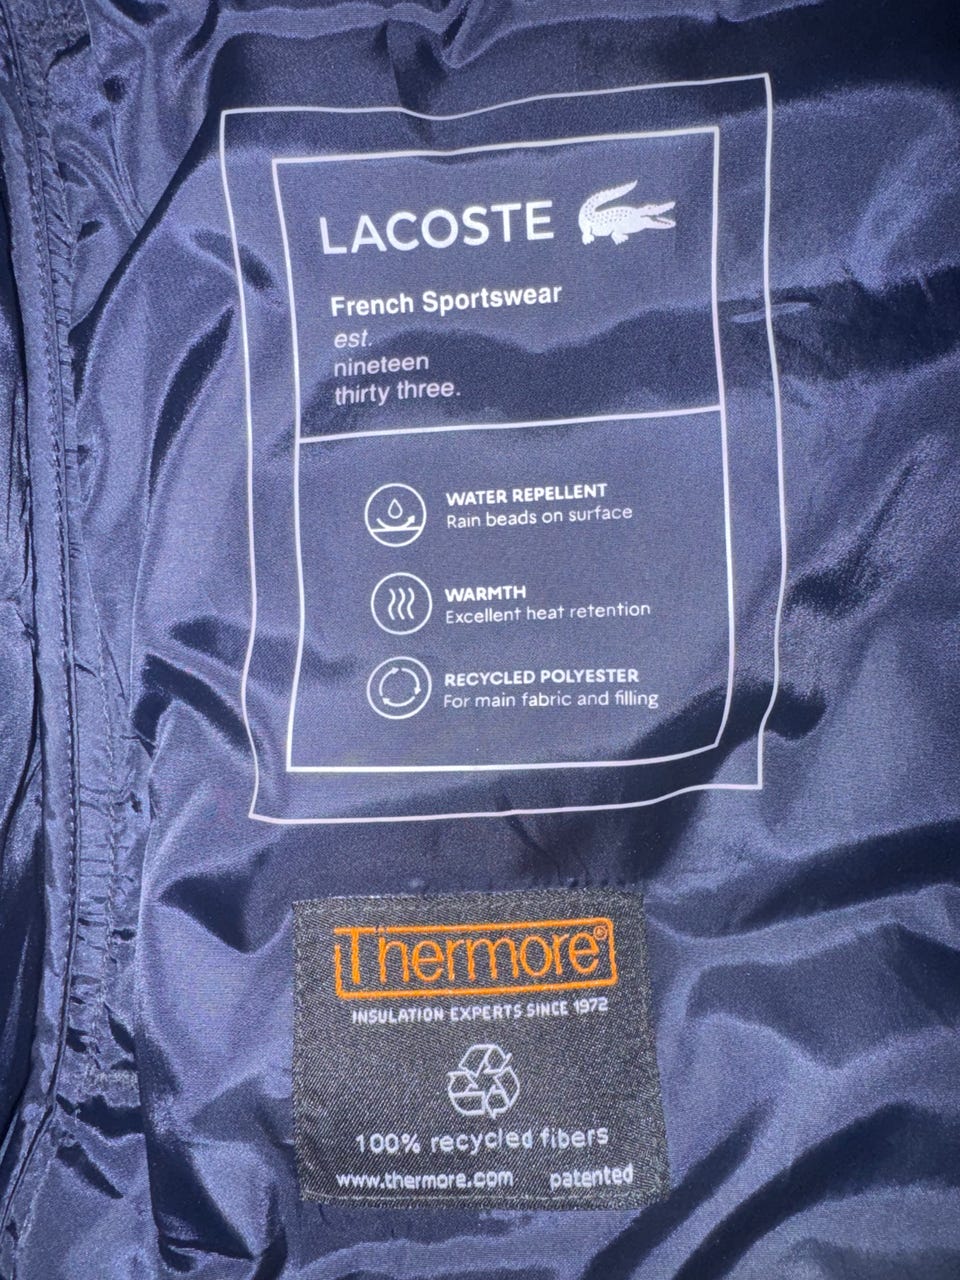 LACOSTE
French Sportswear
est.
nineteen
thirty three.
WATER REPELLENT
Rain beads on surface
WARMTH
Excellent heat retention
RECYCLED POLYESTER
For main fabric and filling
Thermore®
INSULATION EXPERTS SINCE 1972
100% recycled fibers
www.thermore.com patented